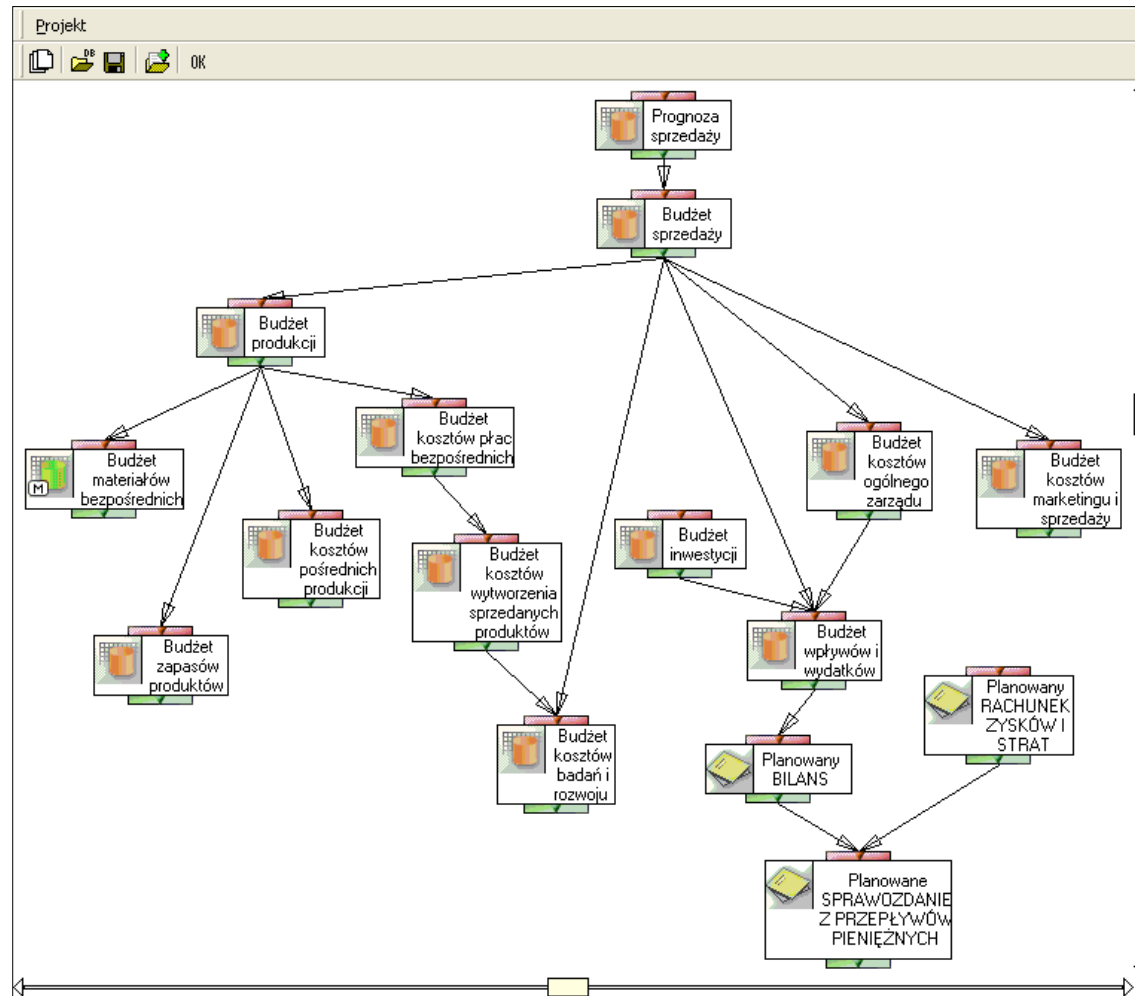 Projekt
DB
OK
Prognoza
sprzedaży
Budżet
sprzedaży
Budżet
produkcji
Budżet
kosztów płac
bezpośrednich
Budżet
kosztów
ogólnego
zarządu
Budżet
kosztów
marketingu i
sprzedaży
Budżet
materiałów
bezpośrednich
M
Budżet
kosztów
pośrednich
produkcji
Budżet
inwestycji
Budżet
kosztów
wytworzenia
sprzedanych
produktów
Budżet
zapasów
produktów
Budżet
wpływów i
wydatków
Planowany
RACHUNEK
ZYSKÓW I
STRAT
Budżet
kosztów
badań i
rozwoju
Planowany
BILANS
Planowane
SPRAWOZDANIE
Z PRZEPŁYWÓW
PIENIĘŻNYCH